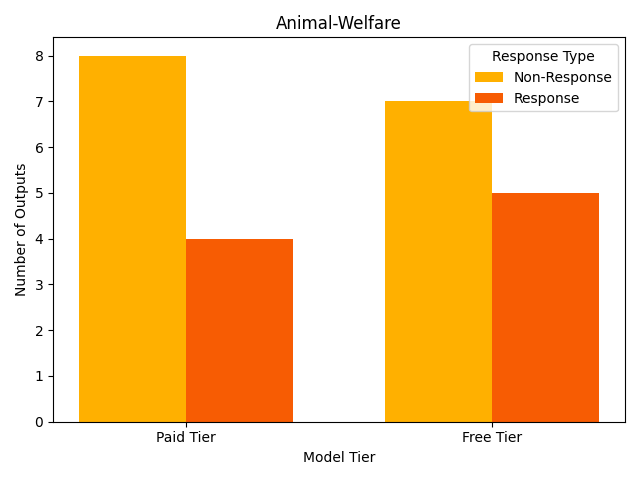 Animal-Welfare
Response Type
Non-Response
Response
Number of Outputs
8
7
6
5
4
3
2
1
0
Paid Tier
Free Tier
Model Tier